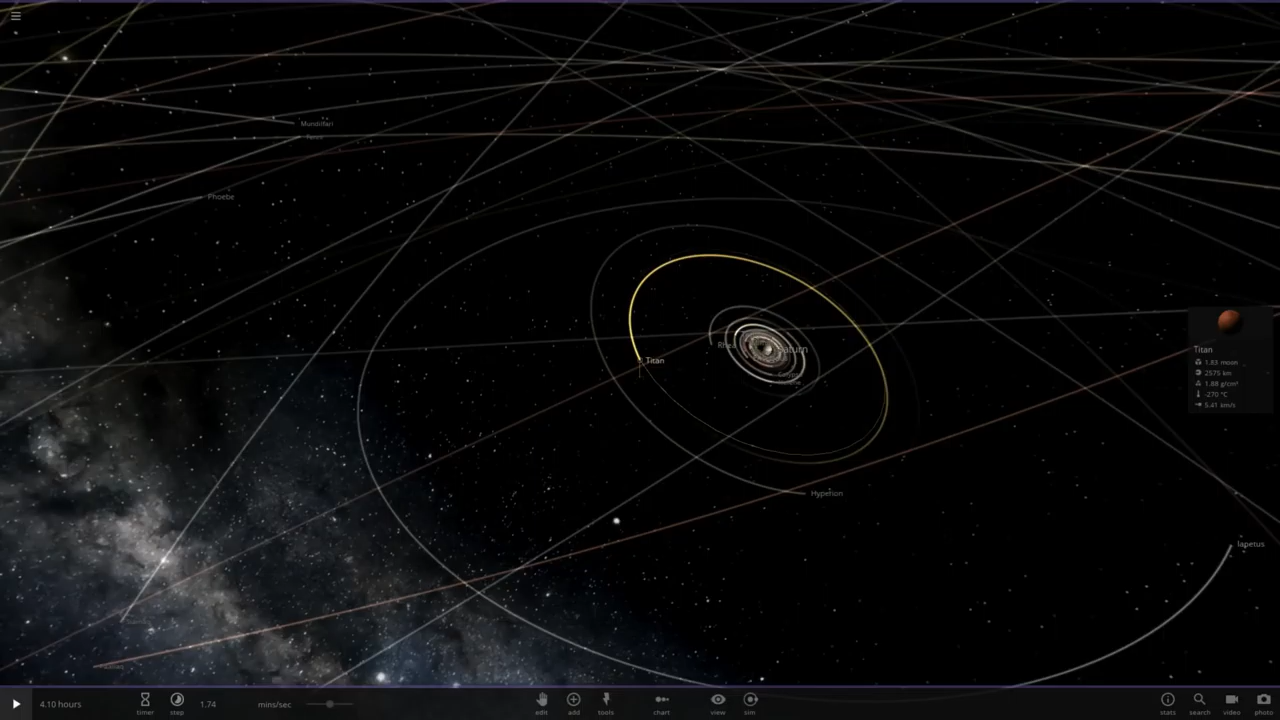 Mundilfari
Fenrir
Phoebe
Titan
Rhea
Saturn
Hyperion
Iapetus
Titan
1.83 moon
2575 km
1.88 g/cm³
-270 °C
5.41 km/s
4.10 hours
timer
step
1.74
mins/sec
edit
add
tools
chart
view
sim
stats
search
video
photo